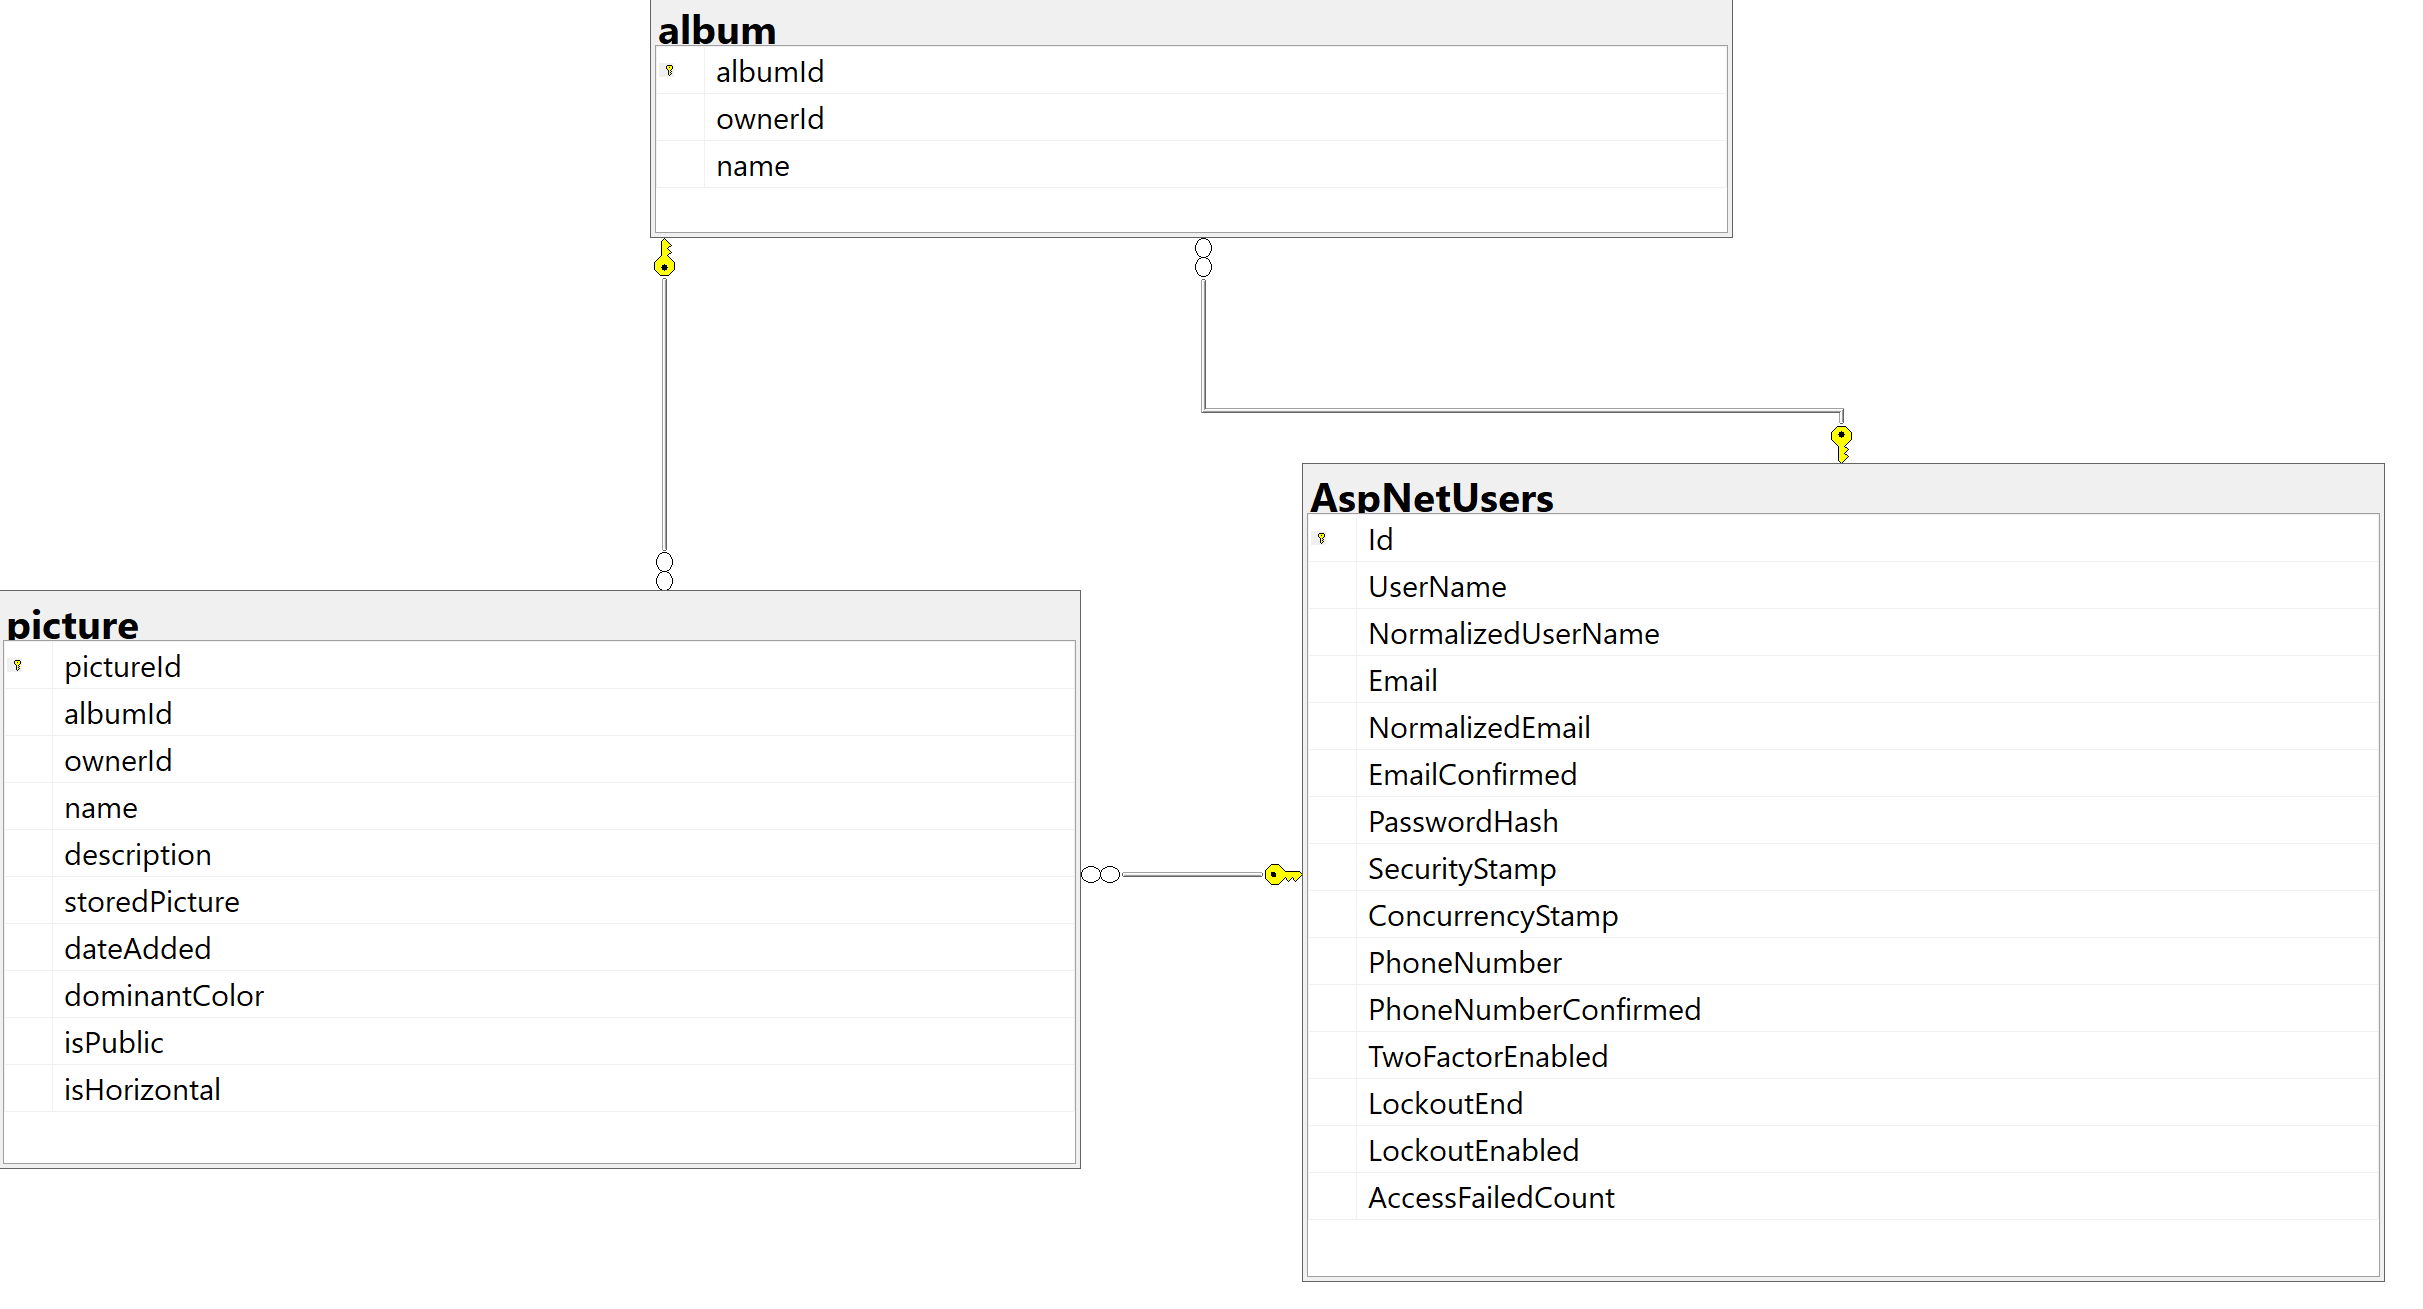 album
albumId
ownerId
name
picture
pictureId
albumId
ownerId
name
description
storedPicture
dateAdded
dominantColor
isPublic
isHorizontal
AspNetUsers
Id
UserName
NormalizedUserName
Email
NormalizedEmail
EmailConfirmed
PasswordHash
SecurityStamp
ConcurrencyStamp
PhoneNumber
PhoneNumberConfirmed
TwoFactorEnabled
LockoutEnd
LockoutEnabled
AccessFailedCount